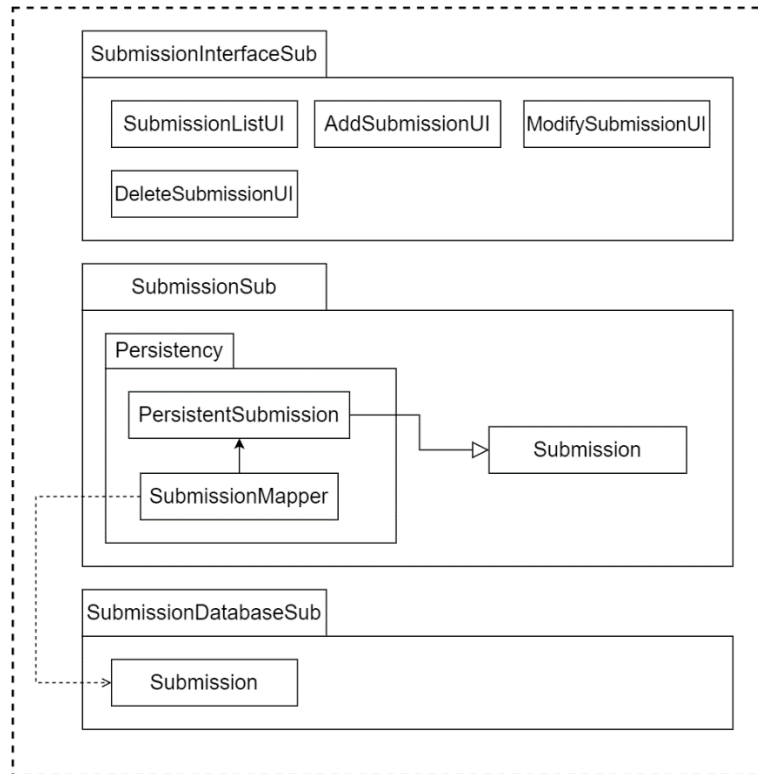 SubmissionInterfaceSub
SubmissionListUI
AddSubmissionUI
ModifySubmissionUI
DeleteSubmissionUI
SubmissionSub
Persistency
PersistentSubmission
Submission
SubmissionMapper
SubmissionDatabaseSub
Submission